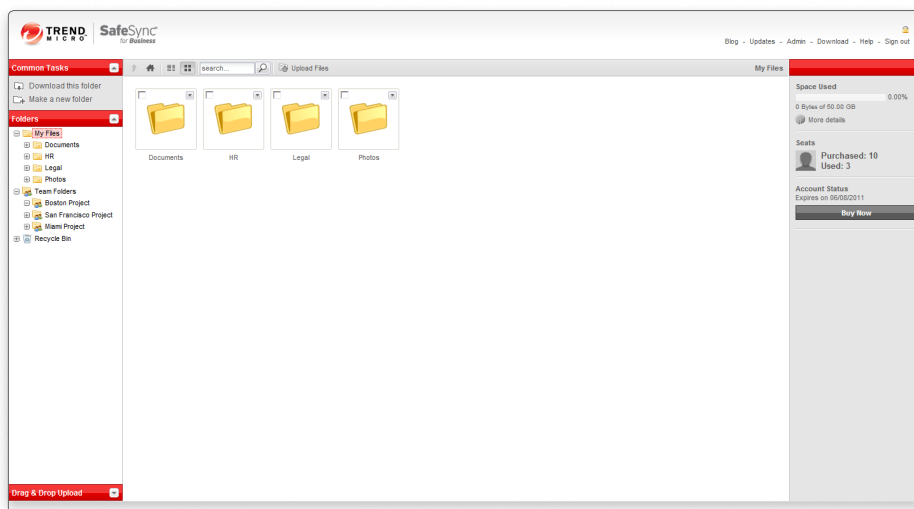 TREND MICRO
SafeSync for Business
Blog - Updates - Admin - Download - Help - Sign out
Common Tasks
Download this folder
Make a new folder
Folders
My Files
Documents
HR
Legal
Photos
Team Folders
Boston Project
San Francisco Project
Miami Project
Recycle Bin
Drag & Drop Upload
search...
Upload Files
My Files
Documents
HR
Legal
Photos
Space Used
0.00%
0 Bytes of 50.00 GB
More details
Seats
Purchased: 10
Used: 3
Account Status
Expires on 06/08/2011
Buy Now